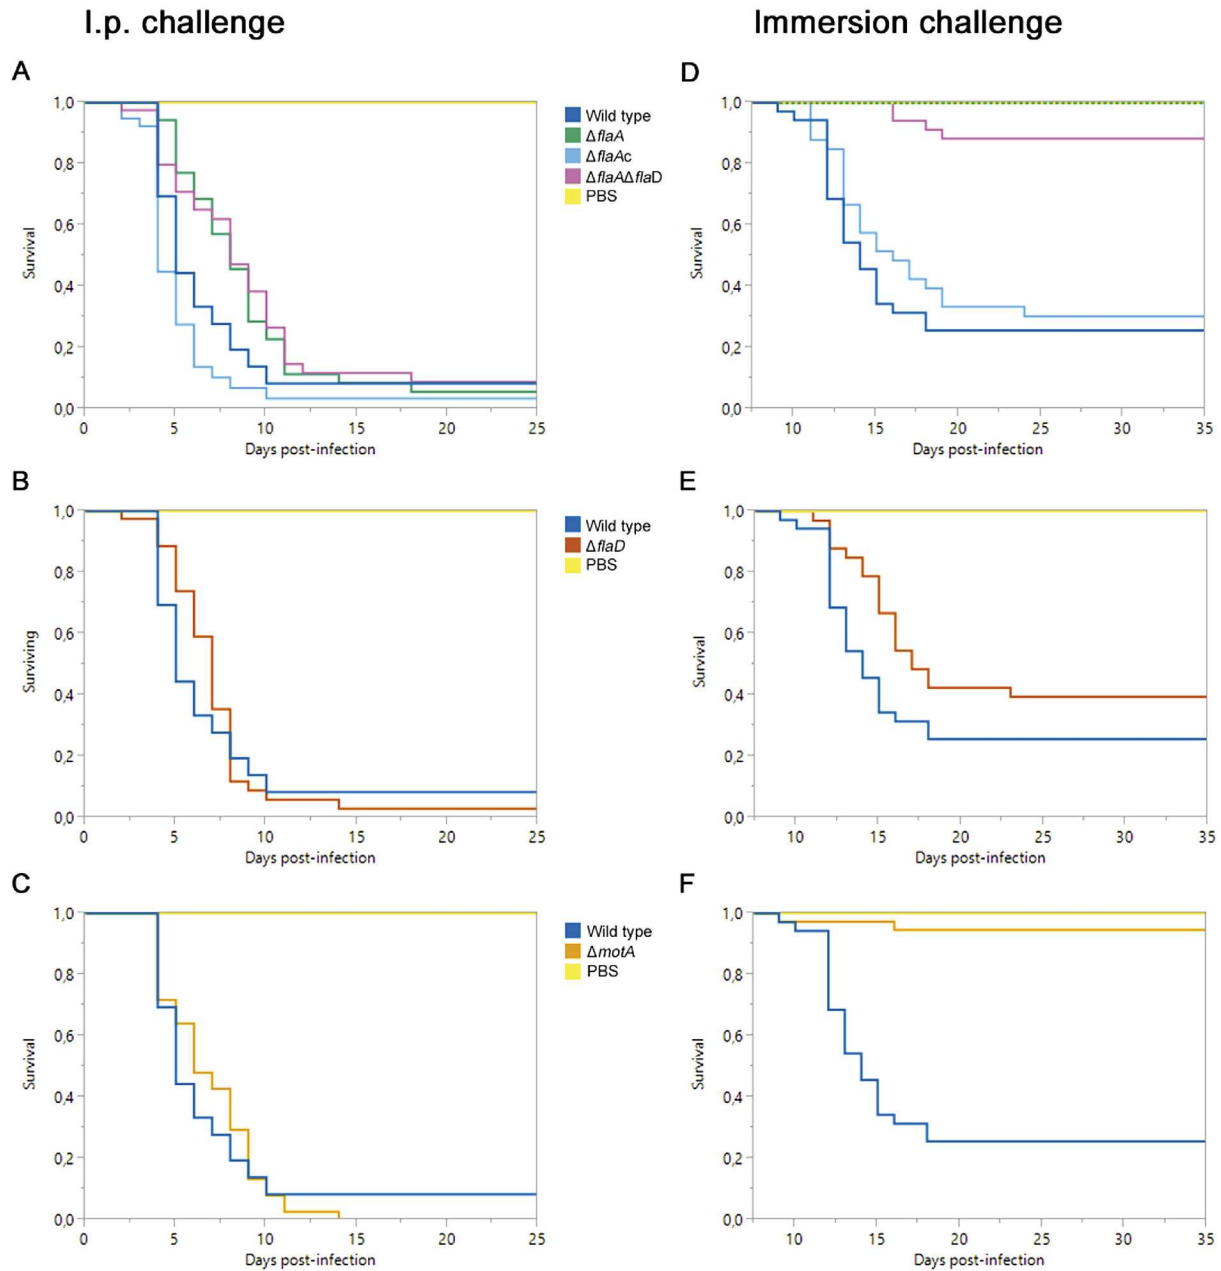 I.p. challenge
Immersion challenge
A
1,0
0,8
0,6
0,4
0,2
0,0
Survival
0 5 10 15 20 25
Days post-infection
Wild type
ΔflaA
ΔflaAc
ΔflaAΔflaD
PBS
D
1,0
0,8
0,6
0,4
0,2
0,0
Survival
10 15 20 25 30 35
Days post-infection
B
1,0
0,8
0,6
0,4
0,2
0,0
Surviving
0 5 10 15 20 25
Days post-infection
Wild type
ΔflaD
PBS
E
1,0
0,8
0,6
0,4
0,2
0,0
Survival
10 15 20 25 30 35
Days post-infection
C
1,0
0,8
0,6
0,4
0,2
0,0
Survival
0 5 10 15 20 25
Days post-infection
Wild type
ΔmotA
PBS
F
1,0
0,8
0,6
0,4
0,2
0,0
Survival
10 15 20 25 30 35
Days post-infection